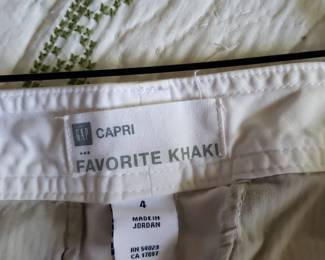 GAP CAPRI
FAVORITE KHAKI
4
MADE IN
JORDAN
RN 54023
CA 17897